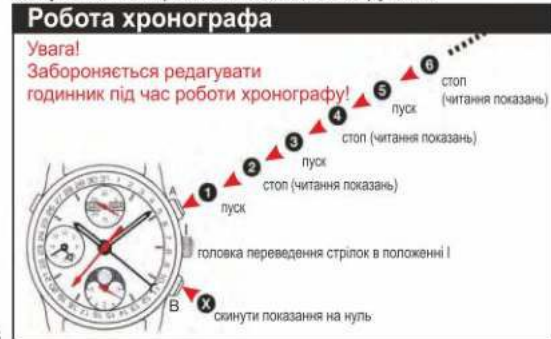 Робота хронографа
Увага!
Забороняється редагувати
годинник під час роботи хронографу!
6
стоп
(читання показань)
5
пуск
4
стоп (читання показань)
3
пуск
2
стоп (читання показань)
A
1
пуск
I
головка переведення стрілок в положенні I
B
X
скинути показання на нуль